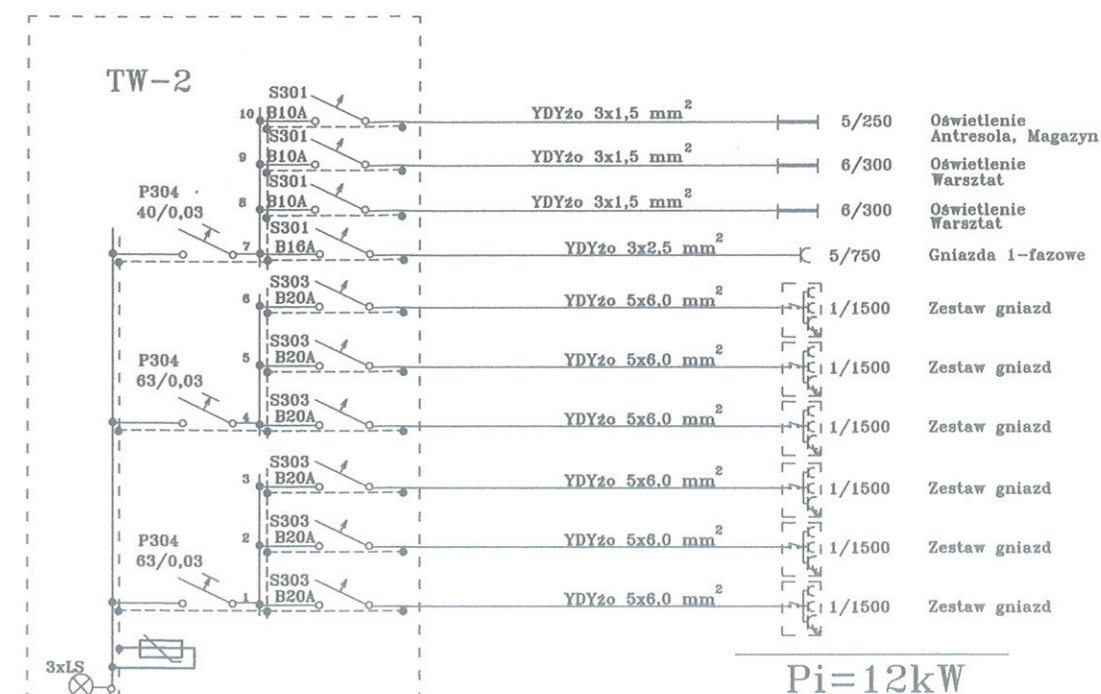 TW-2
S301
10 B10A YDYżo 3x1,5 mm² 5/250 Oświetlenie
Antresola, Magazyn
S301
9 B10A YDYżo 3x1,5 mm² 6/300 Oświetlenie
Warsztat
S301
8 B10A YDYżo 3x1,5 mm² 6/300 Oświetlenie
Warsztat
P304
40/0,03
S301
7 B16A YDYżo 3x2,5 mm² 5/750 Gniazda 1-fazowe
S303
6 B20A YDYżo 5x6,0 mm² 1/1500 Zestaw gniazd
S303
5 B20A YDYżo 5x6,0 mm² 1/1500 Zestaw gniazd
P304
63/0,03
S303
4 B20A YDYżo 5x6,0 mm² 1/1500 Zestaw gniazd
S303
3 B20A YDYżo 5x6,0 mm² 1/1500 Zestaw gniazd
S303
2 B20A YDYżo 5x6,0 mm² 1/1500 Zestaw gniazd
P304
63/0,03
S303
1 B20A YDYżo 5x6,0 mm² 1/1500 Zestaw gniazd
3xLS
Pi=12kW